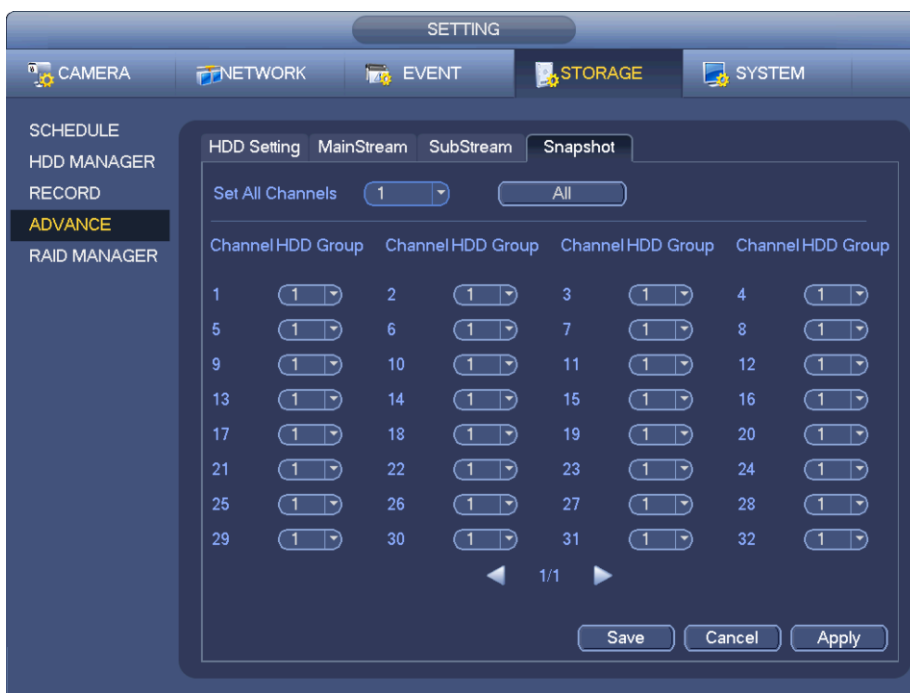 SETTING
CAMERA NETWORK EVENT STORAGE SYSTEM
SCHEDULE
HDD MANAGER
RECORD
ADVANCE
RAID MANAGER
HDD Setting MainStream SubStream Snapshot
Set All Channels 1 All
Channel HDD Group Channel HDD Group Channel HDD Group Channel HDD Group
1 1 2 1 3 1 4 1
5 1 6 1 7 1 8 1
9 1 10 1 11 1 12 1
13 1 14 1 15 1 16 1
17 1 18 1 19 1 20 1
21 1 22 1 23 1 24 1
25 1 26 1 27 1 28 1
29 1 30 1 31 1 32 1
1/1
Save Cancel Apply